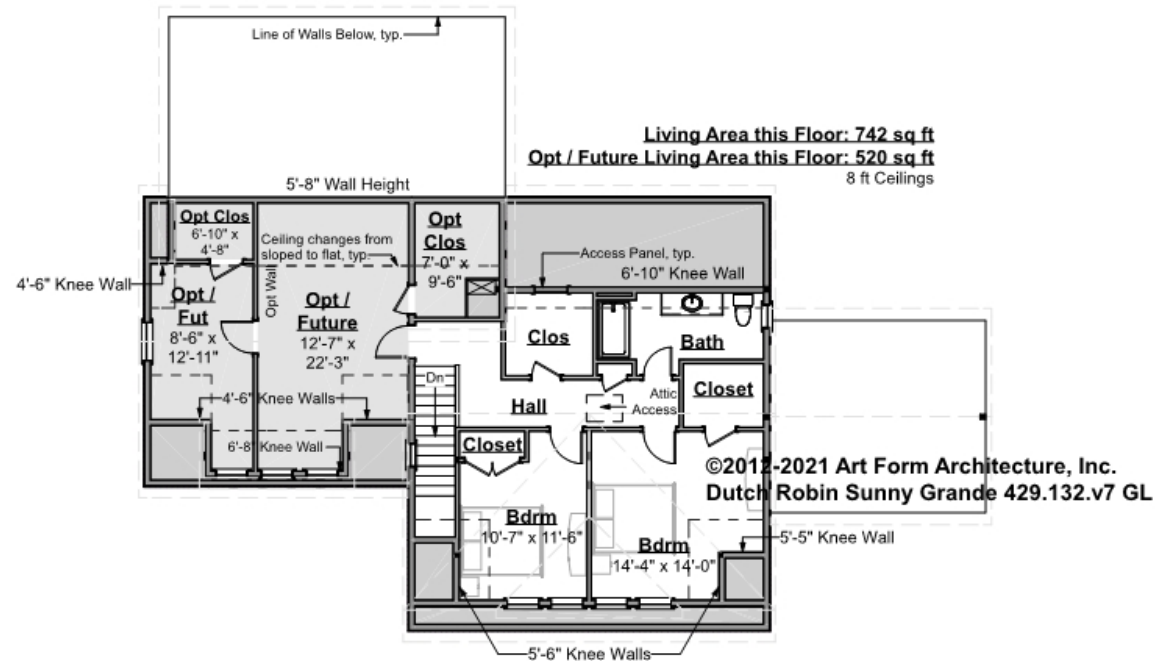 Line of Walls Below, typ.
Living Area this Floor: 742 sq ft
Opt / Future Living Area this Floor: 520 sq ft
8 ft Ceilings
5'-8" Wall Height
Opt Clos
6'-10" x
4'-8"
Ceiling changes from
sloped to flat, typ.
Opt
Clos
7'-0" x
9'-6"
Access Panel, typ.
6'-10" Knee Wall
4'-6" Knee Wall
Opt /
Fut
8'-6" x
12'-11"
Opt Wall
Opt /
Future
12'-7" x
22'-3"
Clos
Bath
Dn
Closet
Attic
Access
Hall
4'-6" Knee Walls
6'-8" Knee Wall
Closet
©2012-2021 Art Form Architecture, Inc.
Dutch Robin Sunny Grande 429.132.v7 GL
Bdrm
10'-7" x 11'-6"
Bdrm
14'-4" x 14'-0"
5'-5" Knee Wall
5'-6" Knee Walls